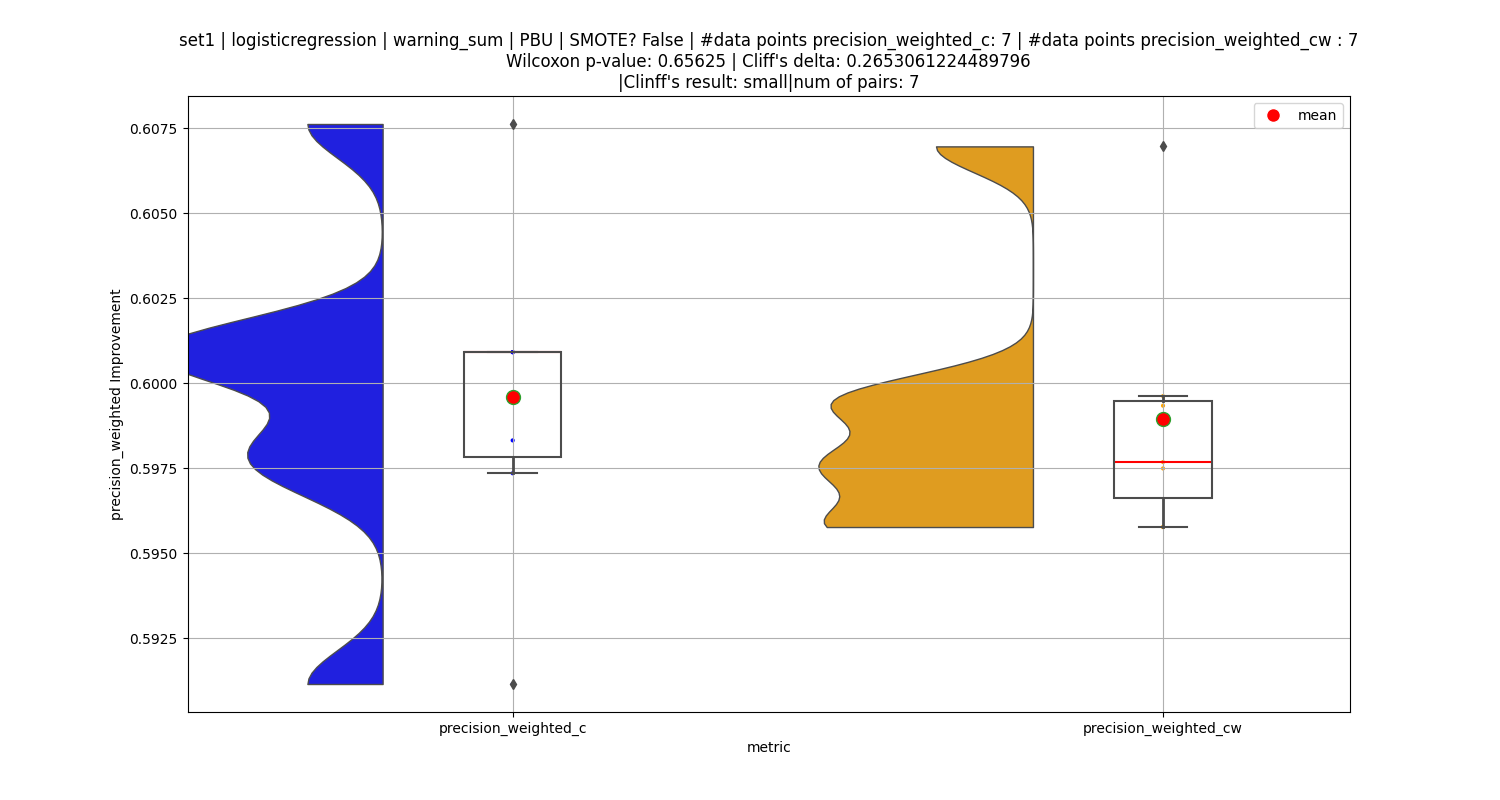 set1 | logisticregression | warning_sum | PBU | SMOTE? False | #data points precision_weighted_c: 7 | #data points precision_weighted_cw : 7
Wilcoxon p-value: 0.65625 | Cliff's delta: 0.2653061224489796
|Clinff's result: small|num of pairs: 7
mean
precision_weighted Improvement
0.6075
0.6050
0.6025
0.6000
0.5975
0.5950
0.5925
precision_weighted_c
precision_weighted_cw
metric